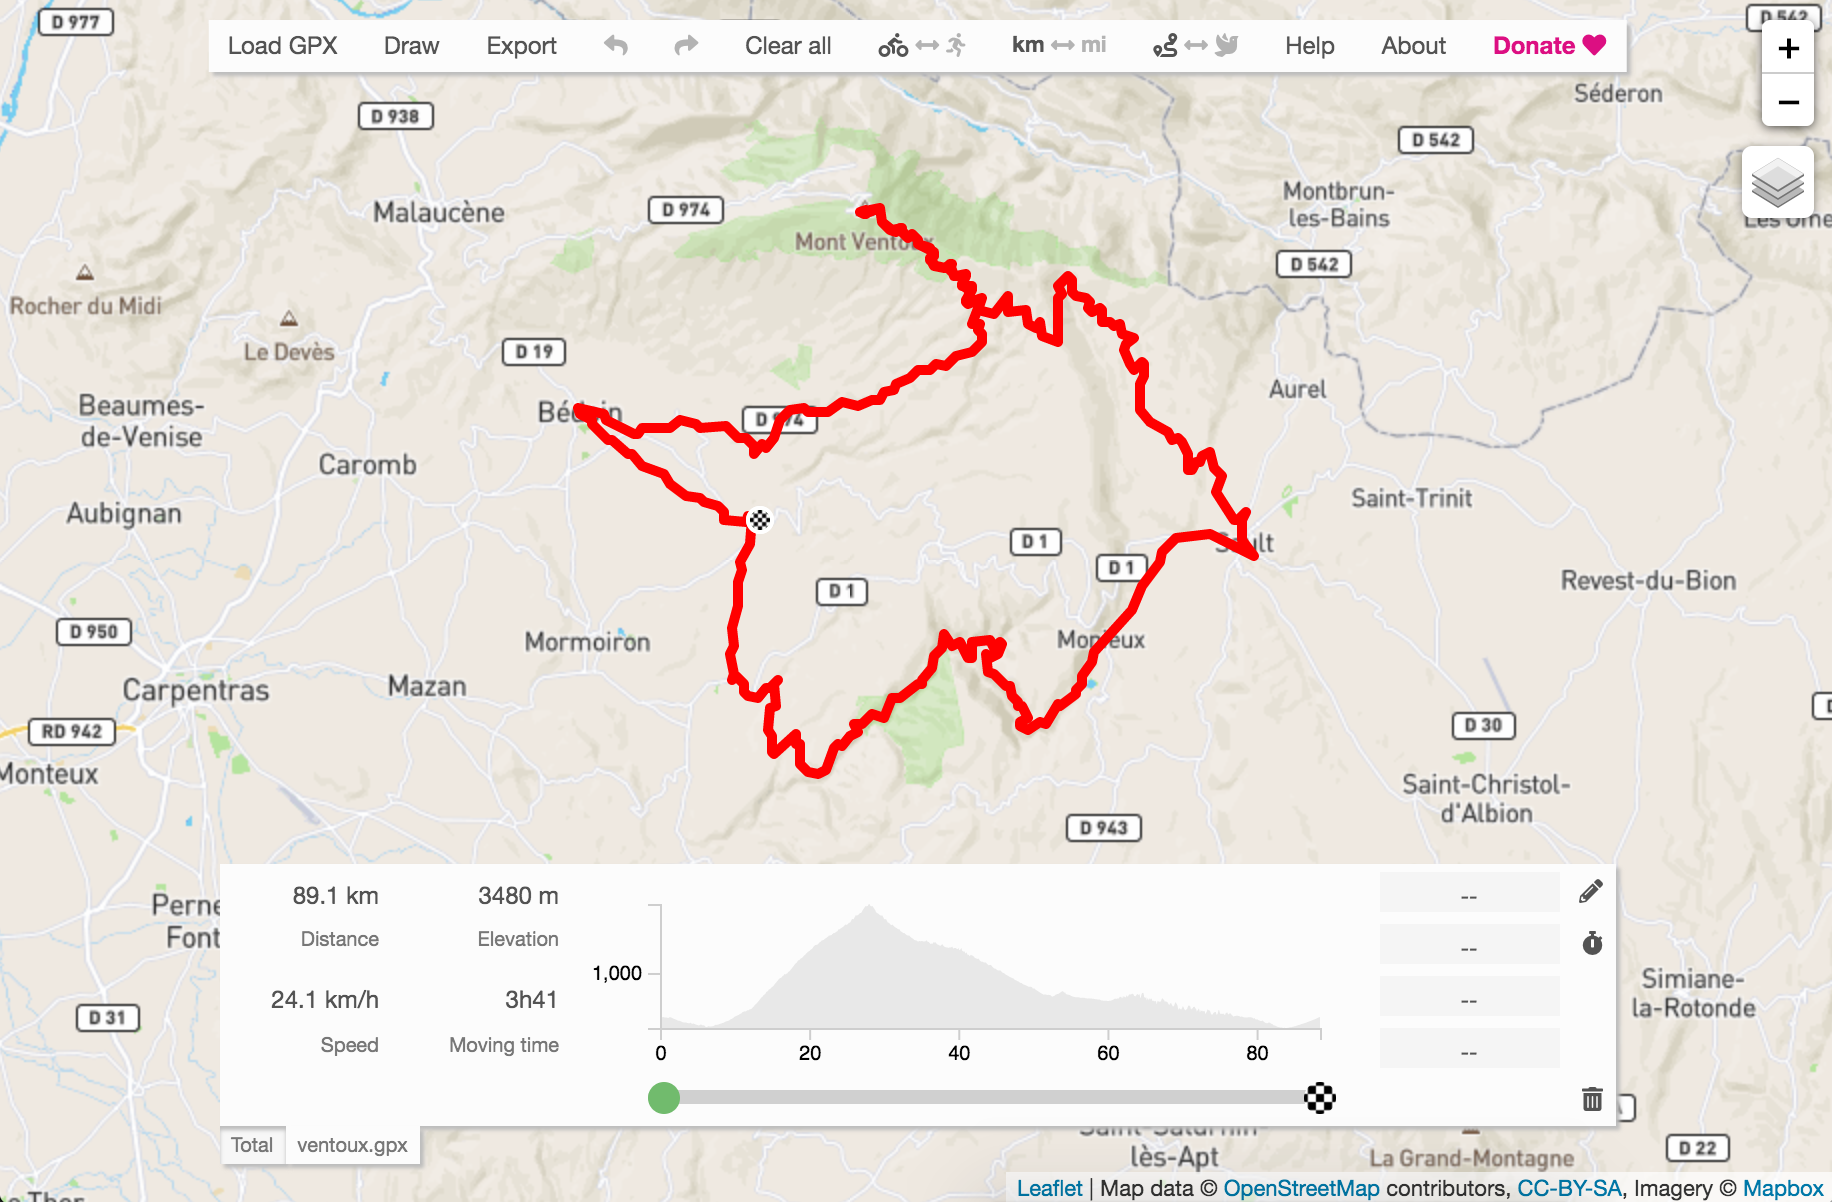 D 977
D 542
Load GPX Draw Export Clear all km mi Help About Donate
+
−
Séderon
D 938
D 542
Malaucène
D 974
Montbrun-
les-Bains
Mont Ventoux
D 542
Rocher du Midi
Le Devès
D 19
Aurel
Beaumes-
de-Venise
Bédoin
D 974
Caromb
Saint-Trinit
Aubignan
D 1
Sault
D 1
Revest-du-Bion
D 1
D 950
Mormoiron
Monieux
Carpentras
Mazan
RD 942
D 30
Monteux
Saint-Christol-
d'Albion
D 943
89.1 km
3480 m
Distance
Elevation
24.1 km/h
3h41
Speed
Moving time
1,000
0 20 40 60 80
--
--
--
--
Perne
Font
Simiane-
la-Rotonde
D 31
Total
ventoux.gpx
lès-Apt
La Grand-Montagne
D 22
Leaflet | Map data © OpenStreetMap contributors, CC-BY-SA, Imagery © Mapbox